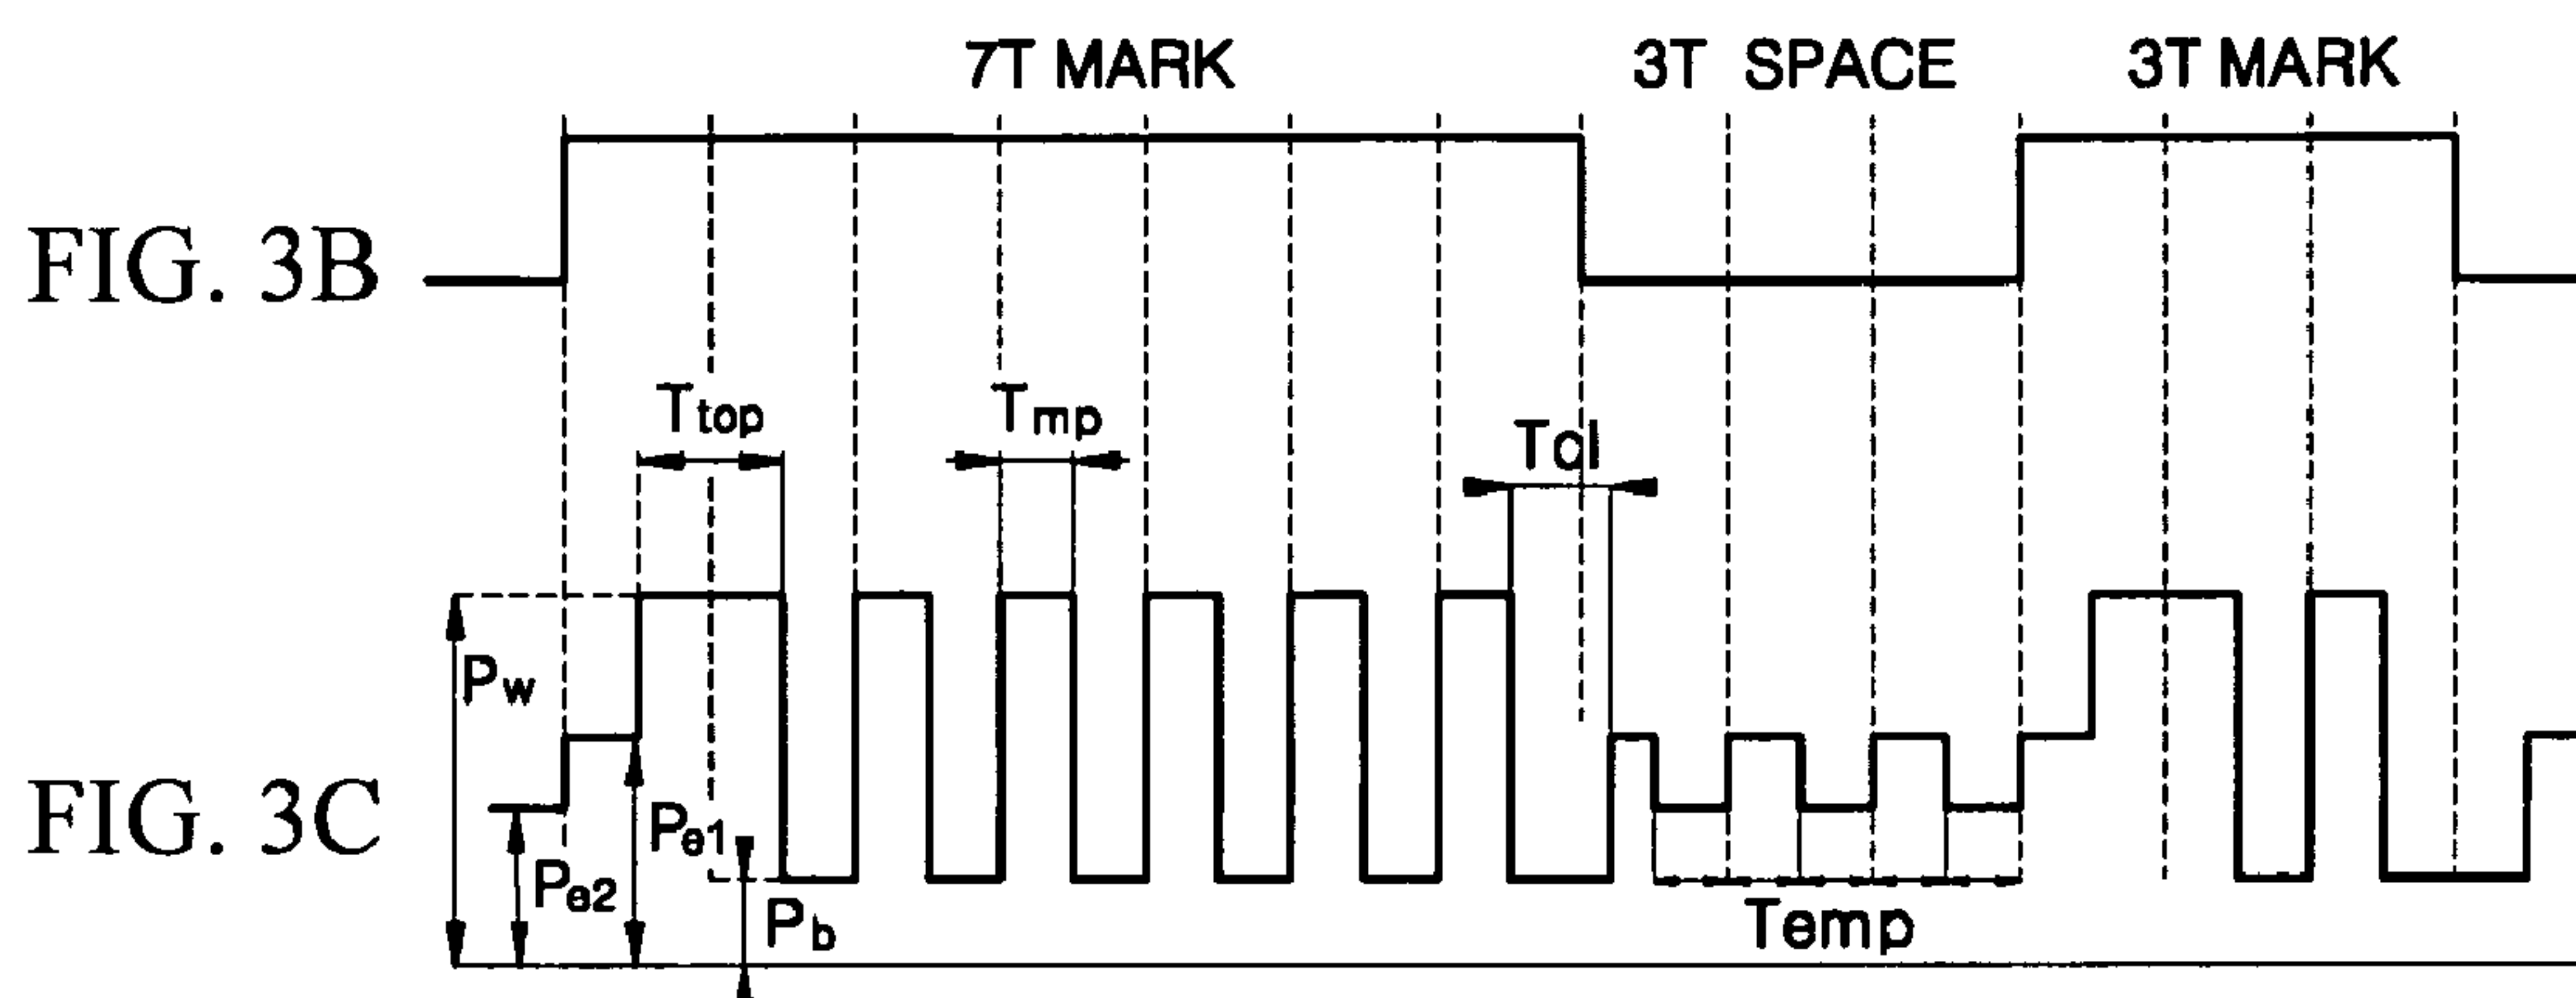 7T MARK 3T SPACE 3T MARK
FIG. 3B
Ttop Tmp Tcl
Pw
FIG. 3C Pe1
Pe2
Pb Temp